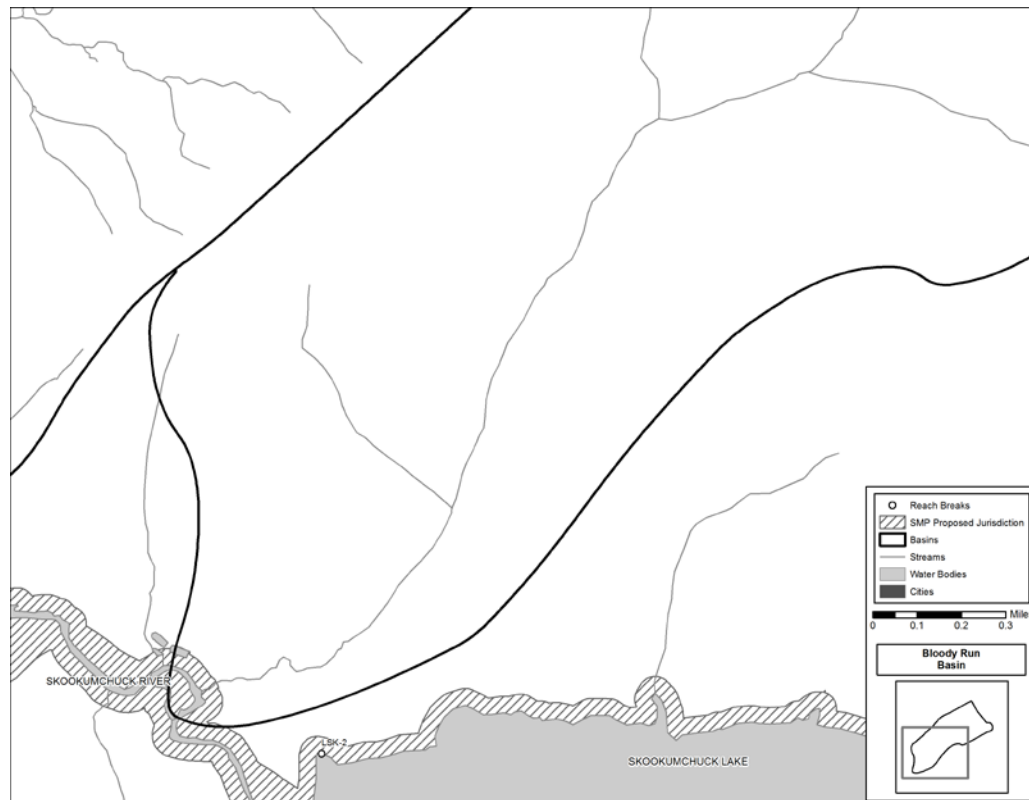 SKOOKUMCHUCK RIVER
LSK-2
SKOOKUMCHUCK LAKE
Reach Breaks
SMP Proposed Jurisdiction
Basins
Streams
Water Bodies
Cities
Mile
0 0.1 0.2 0.3
Bloody Run
Basin